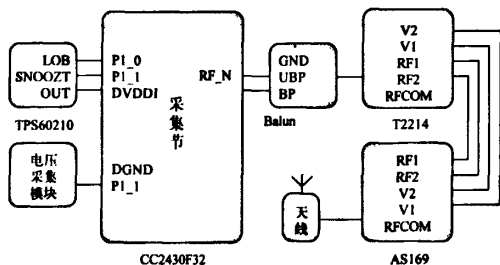 LOB
SNOOZT
OUT
TPS60210
P1_0
P1_1
DVDDI
RF_N
采集节
DGND
P1_1
CC2430F32
电压
采集
模块
GND
UBP
BP
Balun
V2
V1
RF1
RF2
RFCOM
T2214
RF1
RF2
V2
V1
RFCOM
AS169
天线